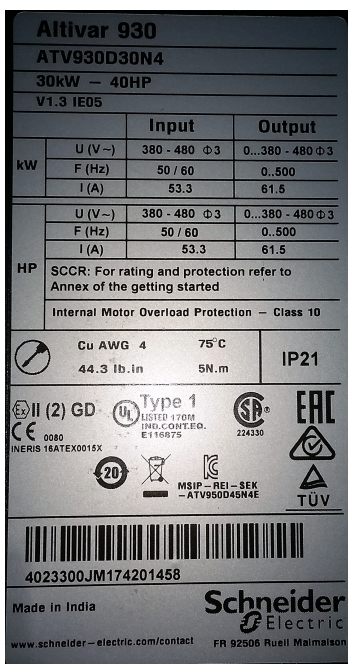 Altivar 930
ATV930D30N4
30kW – 40HP
V1.3 IE05
Input Output
kW
U (V~) 380 - 480 Φ3 0...380 - 480 Φ3
F (Hz) 50 / 60 0..500
I (A) 53.3 61.5
HP
U (V~) 380 - 480 Φ3 0...380 - 480 Φ3
F (Hz) 50 / 60 0..500
I (A) 53.3 61.5
SCCR: For rating and protection refer to
Annex of the getting started
Internal Motor Overload Protection – Class 10
Cu AWG 4 75°C
44.3 lb.in 5N.m
IP21
Ex II (2) GD
CE 0080
INERIS 16ATEX0015X
UL Type 1
LISTED 170M
IND.CONT.EQ.
E116875
SA
224330
EAC
20
MSIP–REI–SEK
–ATV950D45N4E
TÜV
4023300JM174201458
Made in India
Schneider
Electric
www.schneider–electric.com/contact FR 92506 Rueil Malmaison